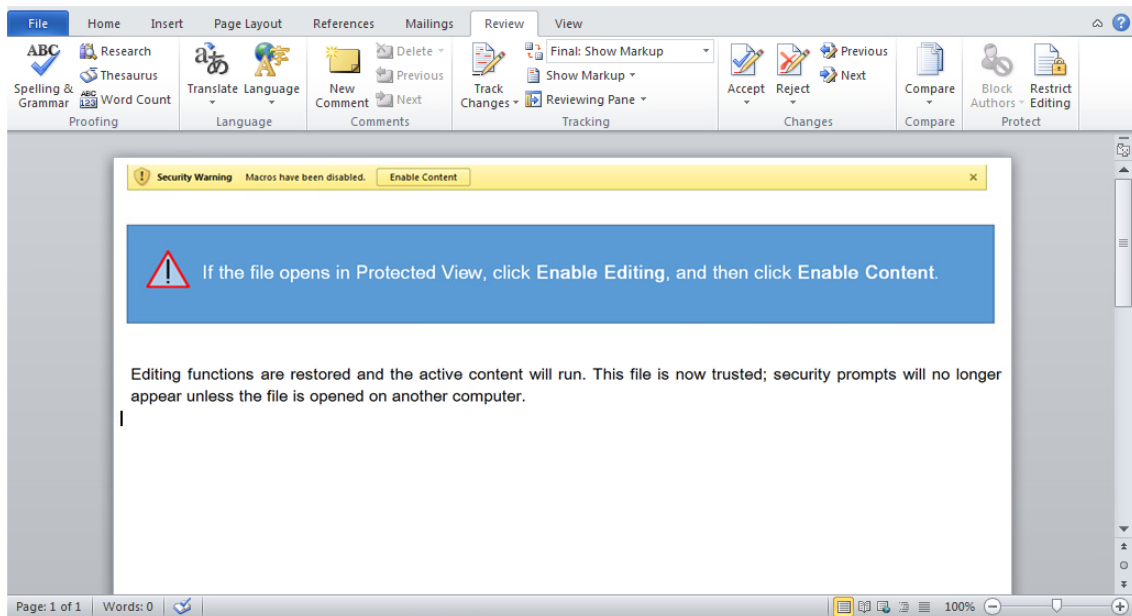 File Home Insert Page Layout References Mailings Review View
ABC Research Delete Previous Final: Show Markup Previous
Thesaurus あ Previous Show Markup Next
Spelling & Grammar ABC 123 Word Count Translate Language New Comment Next Track Changes Reviewing Pane Accept Reject Compare Block Authors Restrict Editing
Proofing Language Comments Tracking Changes Compare Protect
Security Warning Macros have been disabled. Enable Content
If the file opens in Protected View, click Enable Editing, and then click Enable Content.
Editing functions are restored and the active content will run. This file is now trusted; security prompts will no longer
appear unless the file is opened on another computer.
Page: 1 of 1 Words: 0 100%